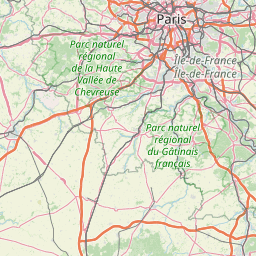 Paris
Parc naturel
régional
de la Haute
Vallée de
Chevreuse
Île-de-France
Île-de-France
Parc naturel
régional
du Gâtinais
français